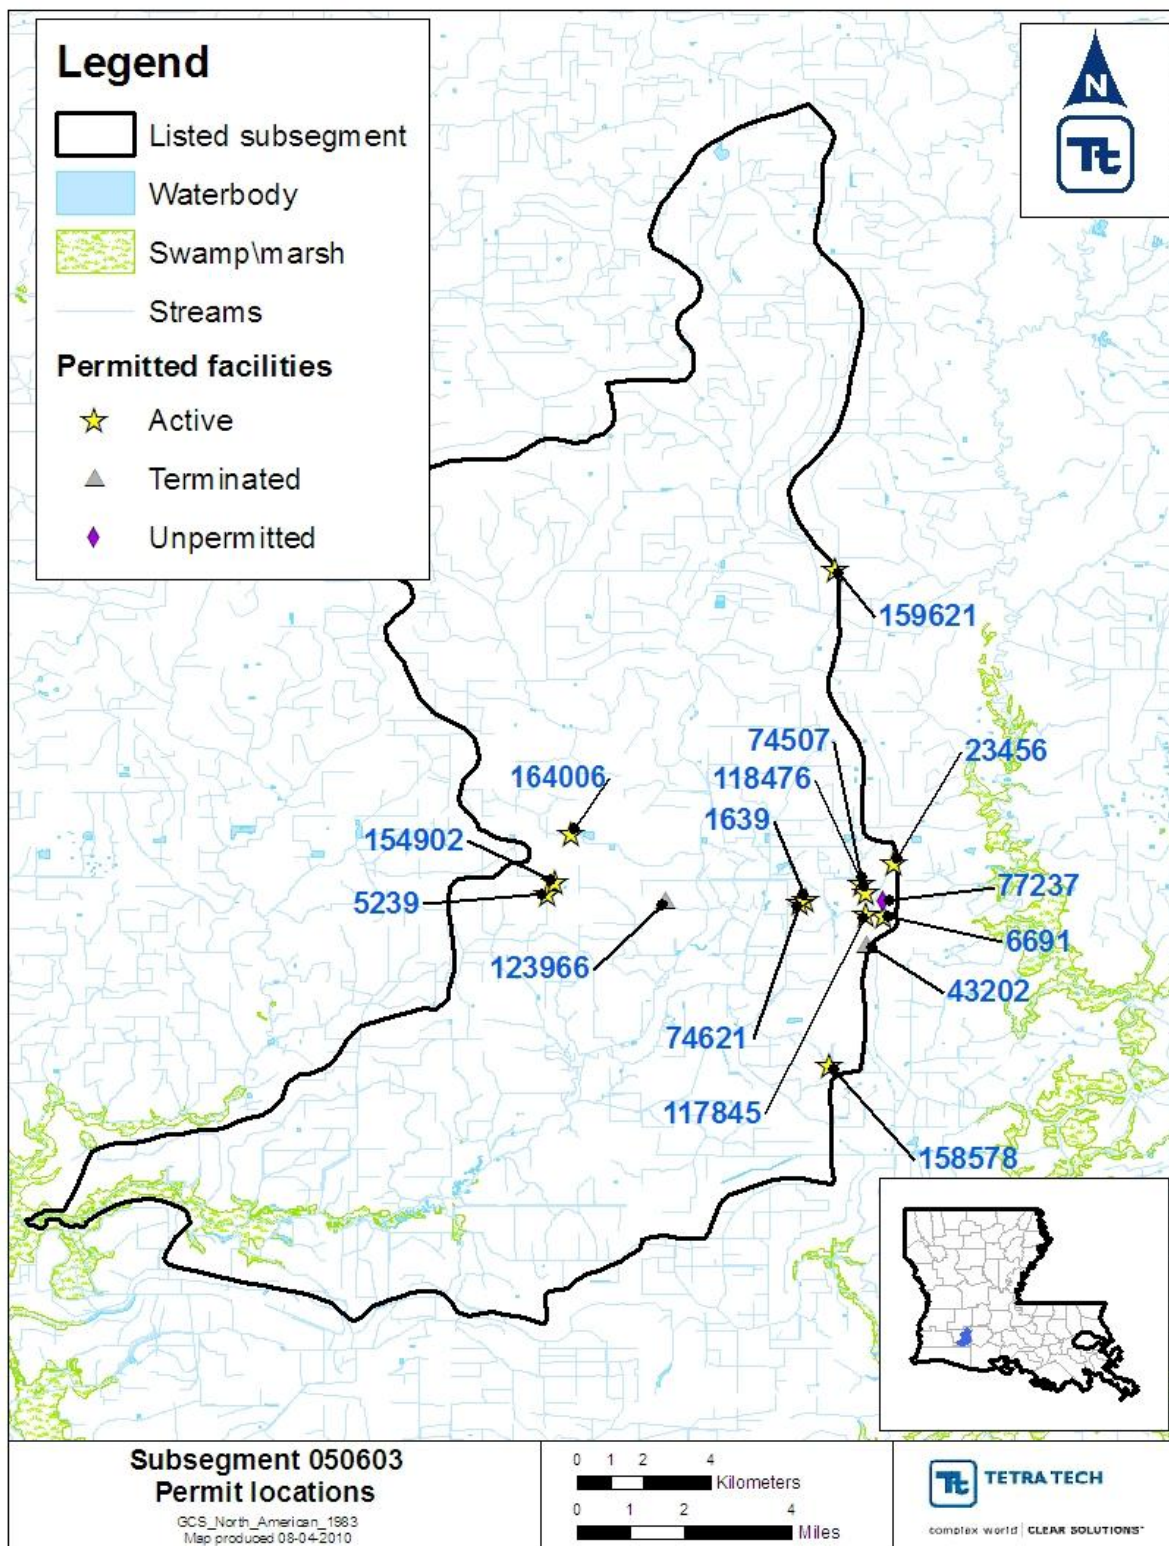 Legend
Listed subsegment
Waterbody
Swamp\marsh
Streams
Permitted facilities
Active
Terminated
Unpermitted
N
Tt
159621
74507
23456
118476
164006
1639
154902
77237
5239
6691
123966
43202
74621
117845
158578
Subsegment 050603
Permit locations
GCS_North_American_1983
Map produced 08-04-2010
0 1 2 4
Kilometers
0 1 2 4
Miles
Tt TETRA TECH
complex world | CLEAR SOLUTIONS™